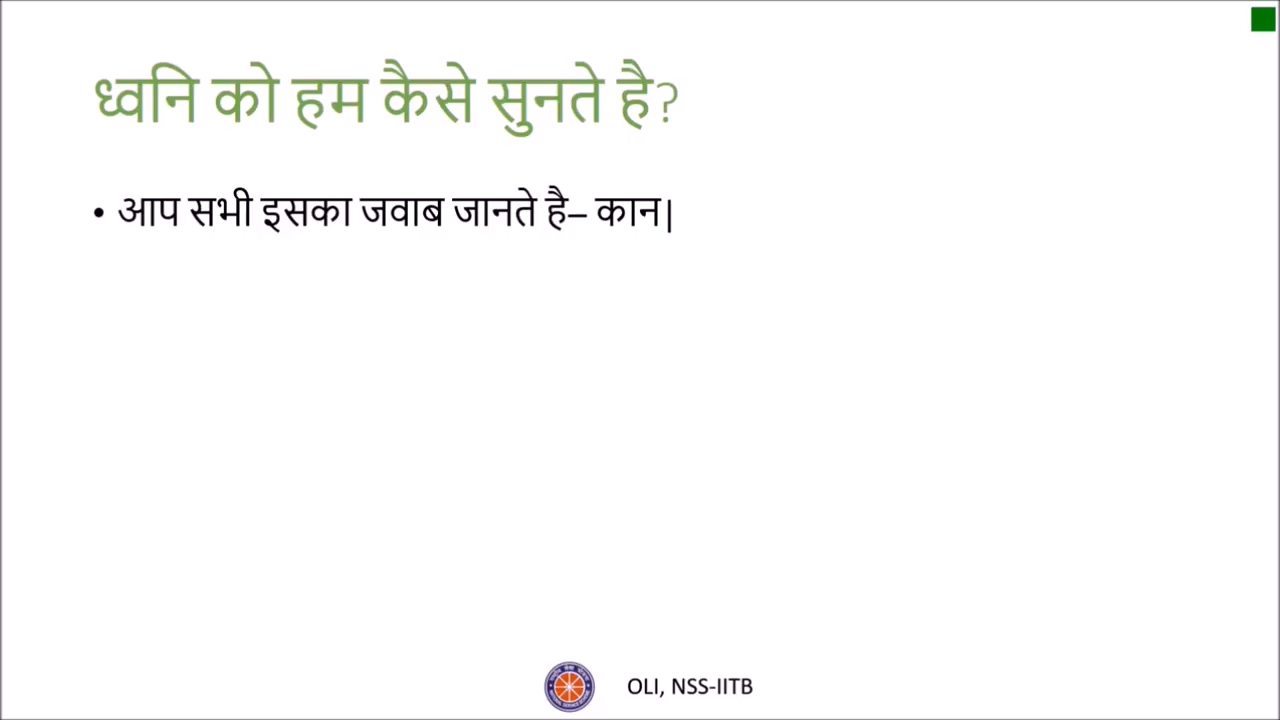 ध्वनि को हम कैसे सुनते है?
• आप सभी इसका जवाब जानते है– कान|
OLI, NSS-IITB